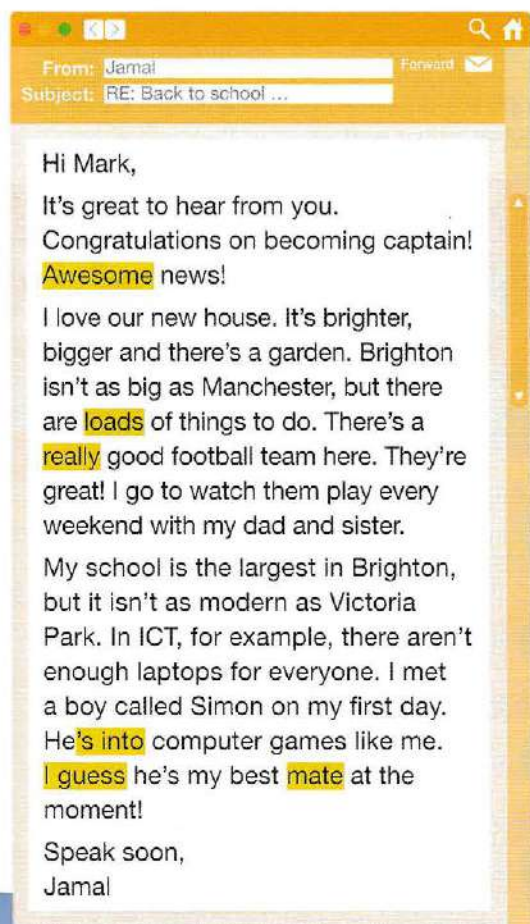 From: Jamal
Forward
Subject: RE: Back to school ...
Hi Mark,
It's great to hear from you.
Congratulations on becoming captain!
Awesome news!
I love our new house. It's brighter,
bigger and there's a garden. Brighton
isn't as big as Manchester, but there
are loads of things to do. There's a
really good football team here. They're
great! I go to watch them play every
weekend with my dad and sister.
My school is the largest in Brighton,
but it isn't as modern as Victoria
Park. In ICT, for example, there aren't
enough laptops for everyone. I met
a boy called Simon on my first day.
He's into computer games like me.
I guess he's my best mate at the
moment!
Speak soon,
Jamal